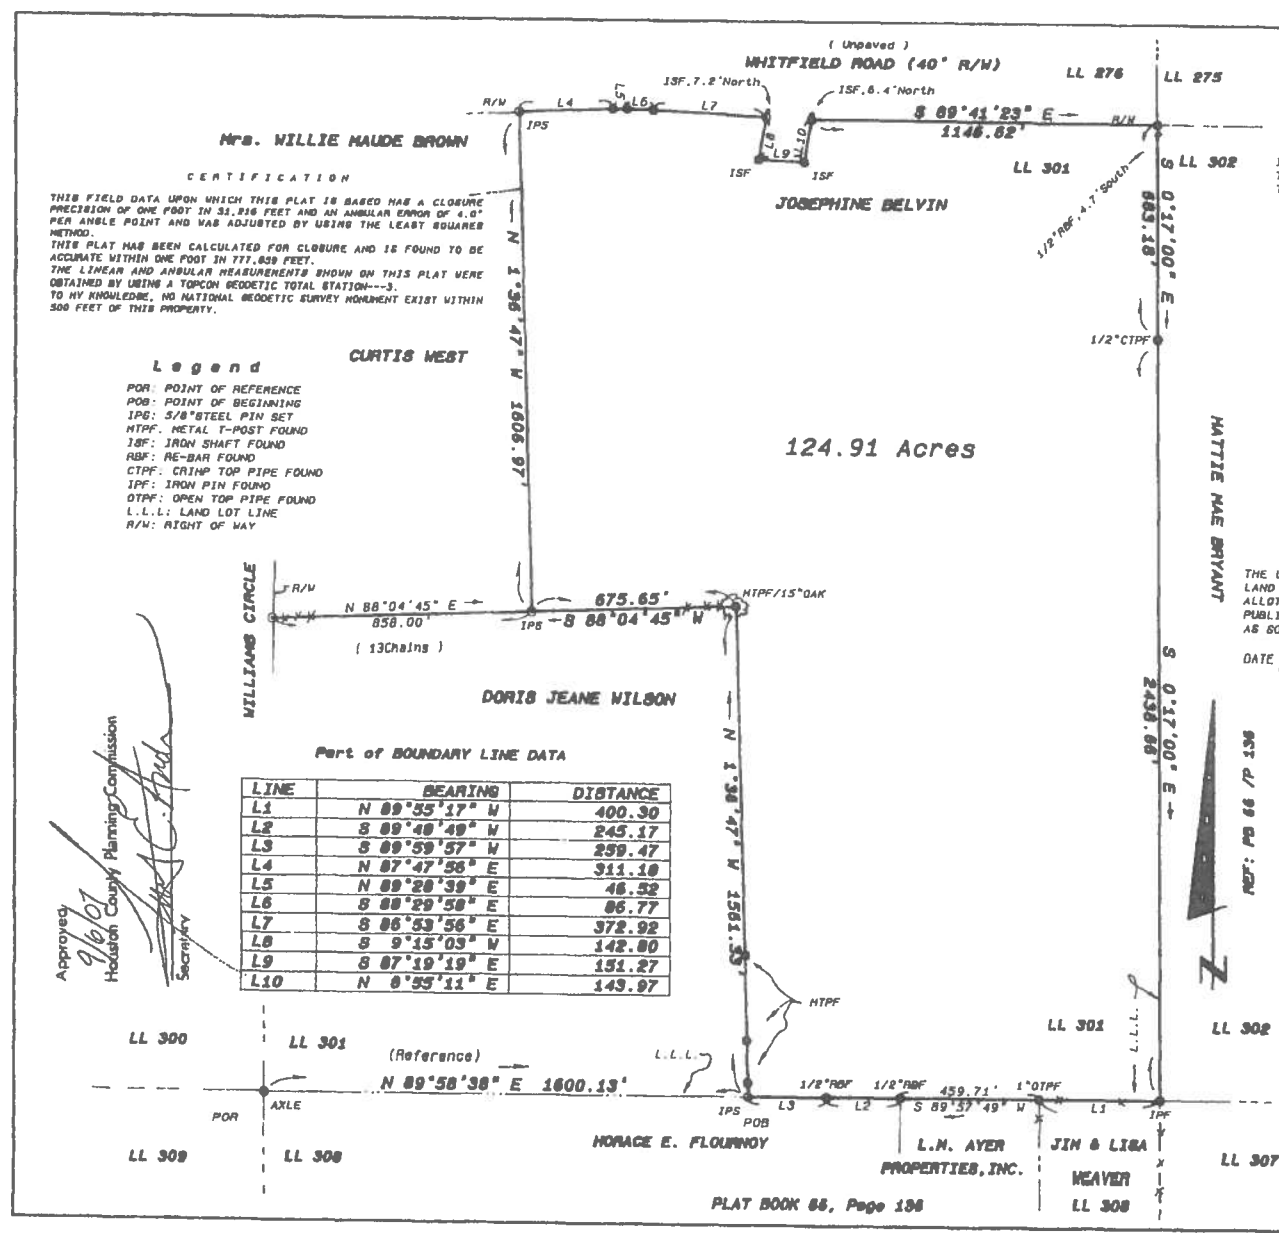 ( Unpaved )
WHITFIELD ROAD (40' R/W)
LL 276
LL 275
ISF, 7.2' North
ISF, 6.4' North
R/W
L4
L5
L6
L7
IPS
L8
L9
L10
ISF
ISF
S 89°41'23" E
1146.62'
R/W
LL 301
LL 302
1/2"RBF, 4.7' South
JOSEPHINE BELVIN
Mrs. WILLIE MAUDE BROWN
CERTIFICATION
THIS FIELD DATA UPON WHICH THIS PLAT IS BASED HAS A CLOSURE
PRECISION OF ONE FOOT IN 31,916 FEET AND AN ANGULAR ERROR OF 4.0"
PER ANGLE POINT AND WAS ADJUSTED BY USING THE LEAST SQUARES
METHOD.
THIS PLAT HAS BEEN CALCULATED FOR CLOSURE AND IS FOUND TO BE
ACCURATE WITHIN ONE FOOT IN 777,859 FEET.
THE LINEAR AND ANGULAR MEASUREMENTS SHOWN ON THIS PLAT WERE
OBTAINED BY USING A TOPCON GEODETIC TOTAL STATION---3.
TO MY KNOWLEDGE, NO NATIONAL GEODETIC SURVEY MONUMENT EXIST WITHIN
500 FEET OF THIS PROPERTY.
S 0°17'00" E
683.18'
1/2"CTPF
N 1°36'47" W 1606.97'
CURTIS WEST
Legend
POR: POINT OF REFERENCE
POB: POINT OF BEGINNING
IPS: 5/8"STEEL PIN SET
MTPF. METAL T-POST FOUND
ISF: IRON SHAFT FOUND
RBF: RE-BAR FOUND
CTPF: CRIMP TOP PIPE FOUND
IPF: IRON PIN FOUND
OTPF: OPEN TOP PIPE FOUND
L.L.L: LAND LOT LINE
R/W: RIGHT OF WAY
124.91 Acres
HATTIE MAE BRYANT
THE
LAND
ALLOT
PUBLI
AS
DATE
WILLIAMS CIRCLE
R/W
N 88°04'45" E
858.00'
( 13Chains )
IPS
675.65'
S 88°04'45" W
MTPF/15"OAK
DORIS JEANE WILSON
S 0°17'00" E
2438.66'
REF: PB 66 /P 136
N
N 1°36'47" W 1561.33'
MTPF
Part of BOUNDARY LINE DATA
LINE BEARING DISTANCE
L1 N 89°55'17" W 400.30
L2 S 89°48'49" W 245.17
L3 S 89°59'57" W 259.47
L4 N 87°47'56" E 311.18
L5 N 89°28'39" E 46.52
L6 S 88°29'58" E 86.77
L7 S 86°53'56" E 372.92
L8 S 9°15'03" W 142.80
L9 S 87°19'19" E 151.27
L10 N 8°55'11" E 143.97
Approved,
9/6/07
Houston County Planning Commission
Secretary
LL 300
LL 301
(Reference)
N 89°58'38" E 1600.13'
L.L.L.
LL 301
L.L.L.
LL 302
POR
AXLE
IPS
POB
L3
1/2"RBF
L2
1/2"RBF
459.71'
S 89°57'49" W
1"OTPF
L1
IPF
LL 309
LL 308
HORACE E. FLOURNOY
L.M. AYER
PROPERTIES, INC.
JIM & LISA
WEAVER
LL 308
LL 307
PLAT BOOK 66, Page 136